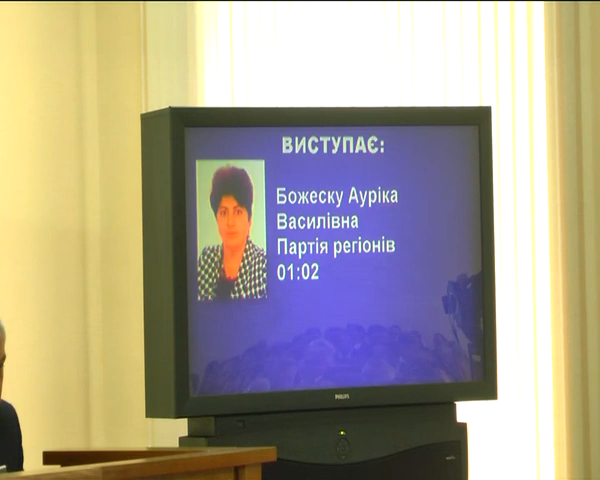 ВИСТУПАЄ:
Божеску Ауріка
Василівна
Партія регіонів
01:02
PHILIPS